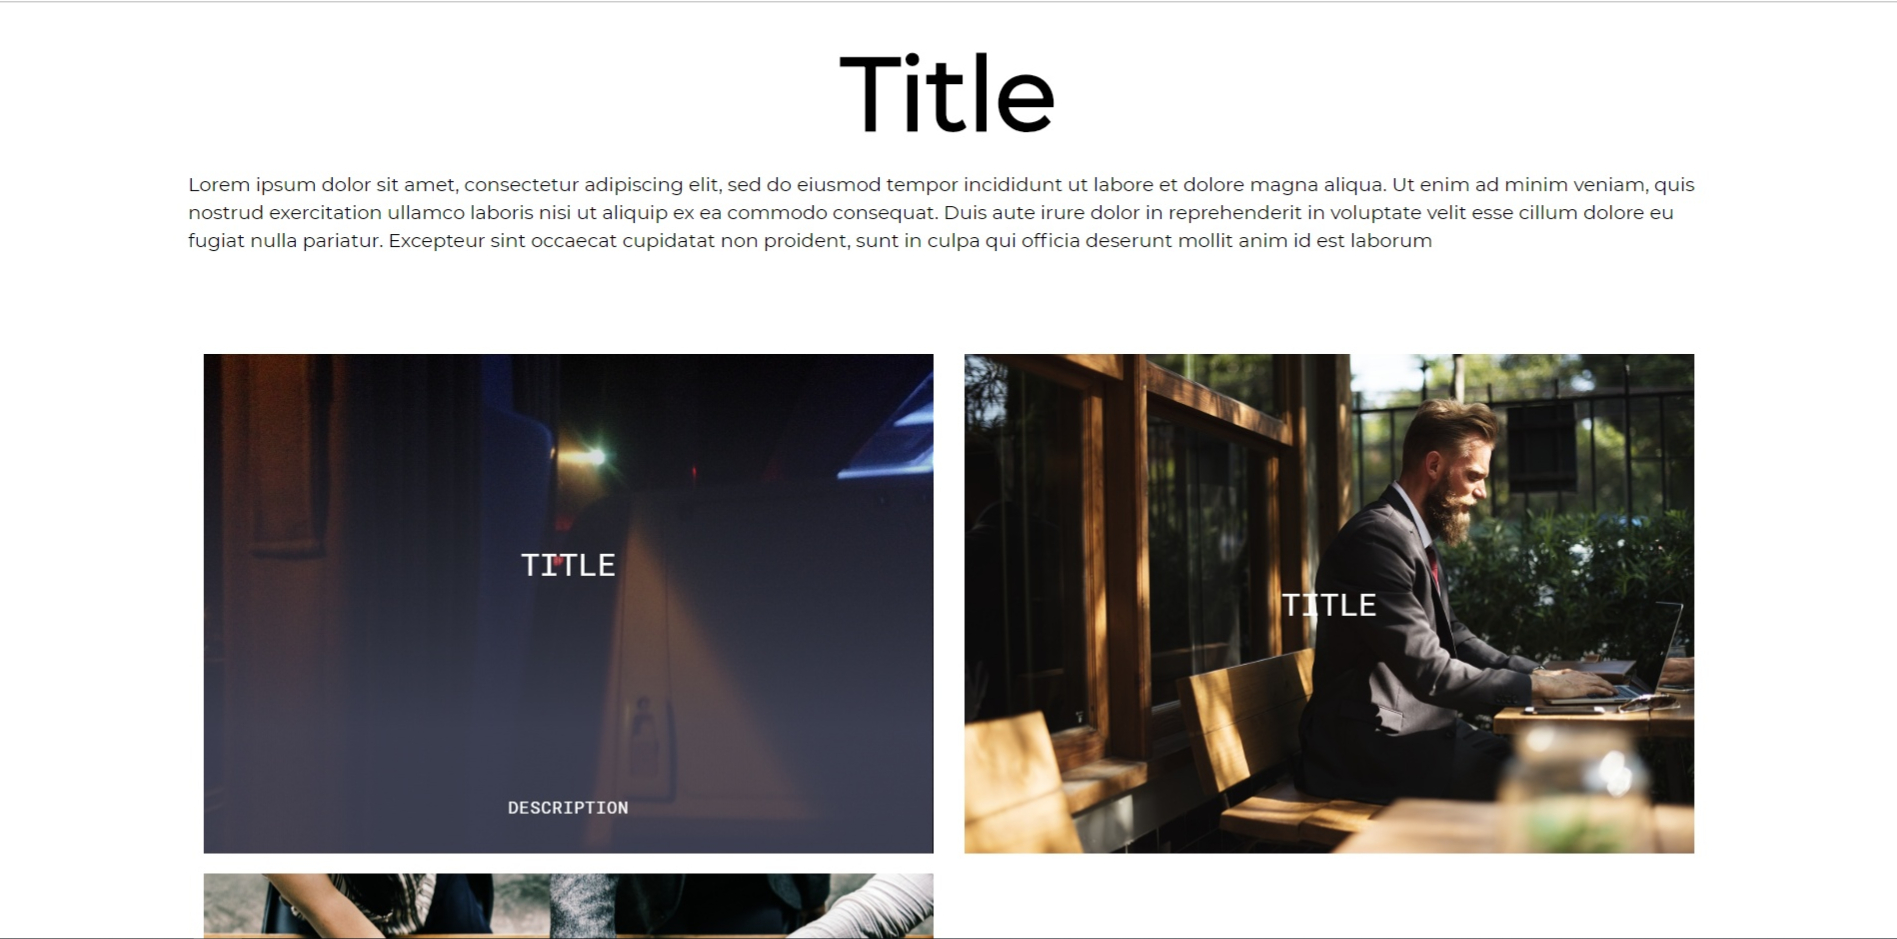 Title
Lorem ipsum dolor sit amet, consectetur adipiscing elit, sed do eiusmod tempor incididunt ut labore et dolore magna aliqua. Ut enim ad minim veniam, quis
nostrud exercitation ullamco laboris nisi ut aliquip ex ea commodo consequat. Duis aute irure dolor in reprehenderit in voluptate velit esse cillum dolore eu
fugiat nulla pariatur. Excepteur sint occaecat cupidatat non proident, sunt in culpa qui officia deserunt mollit anim id est laborum
TITLE
DESCRIPTION
TITLE